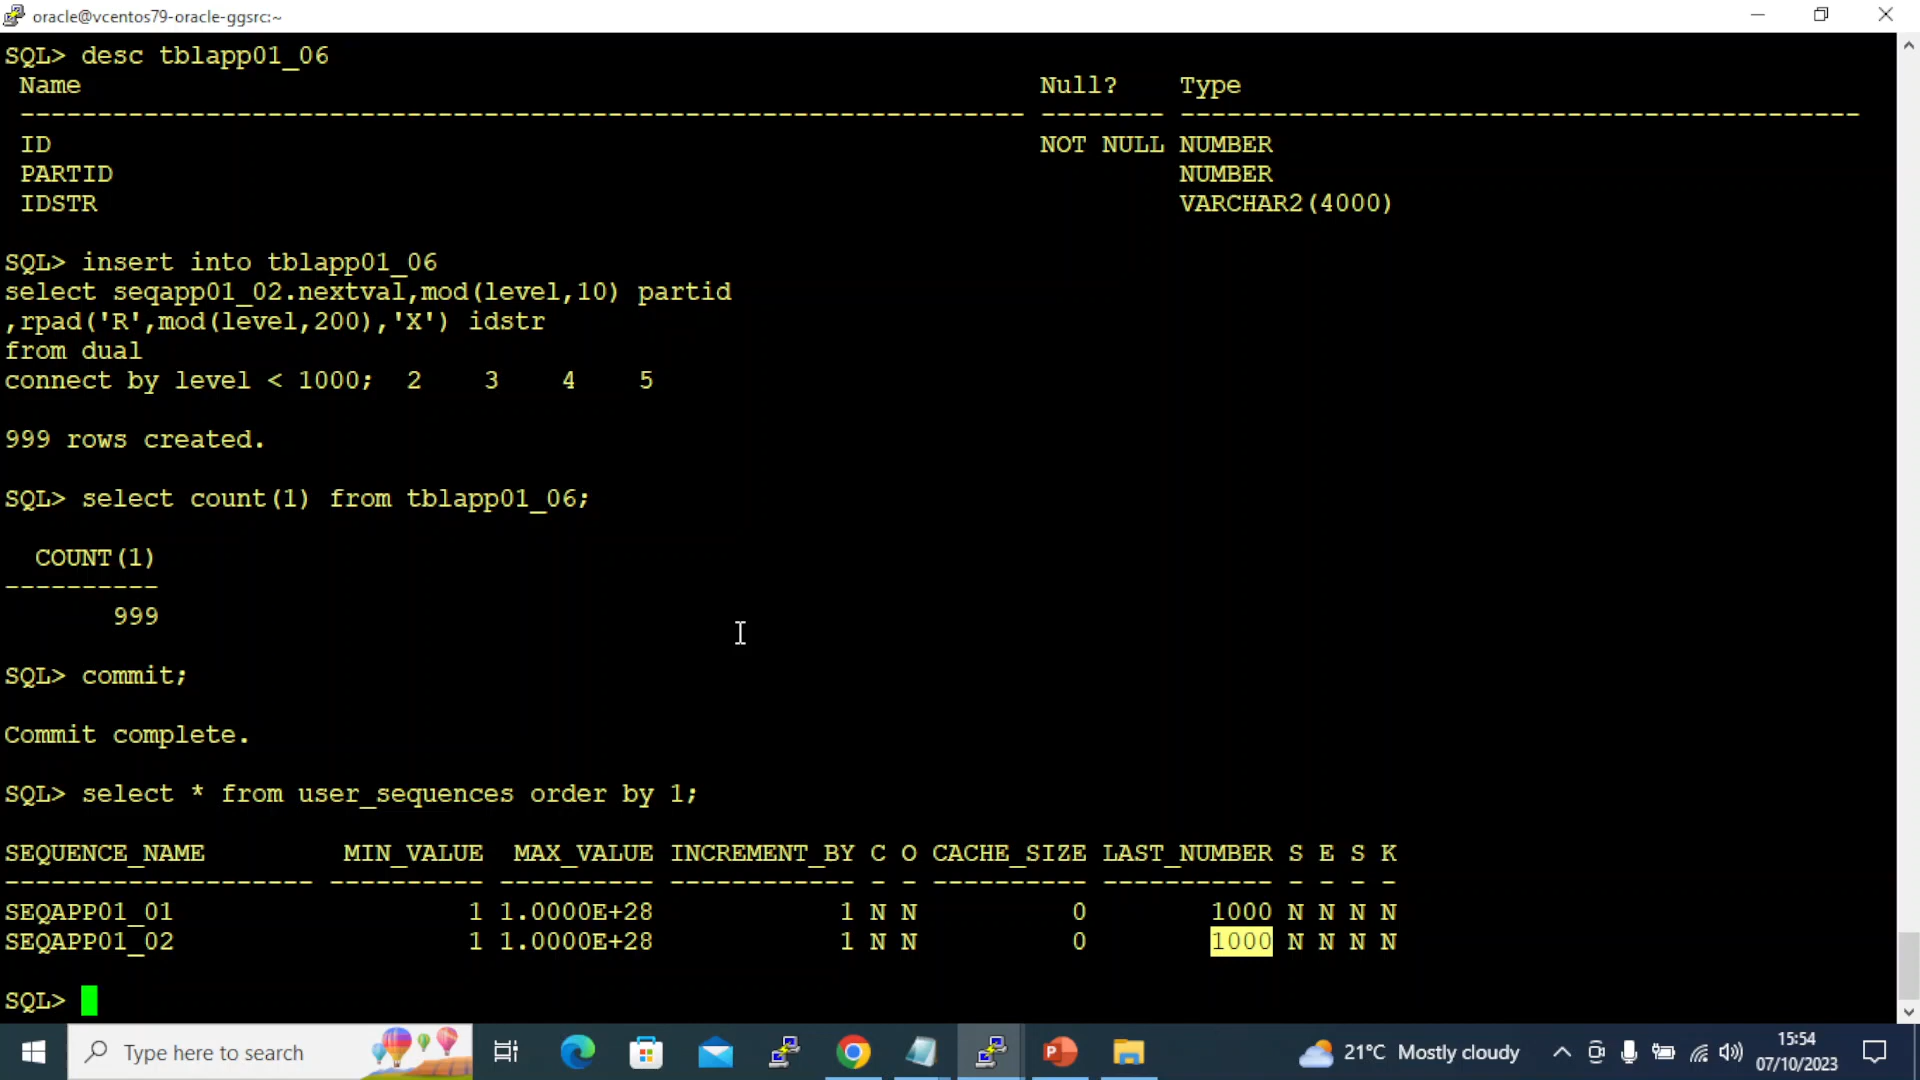 oracle@vcentos79-oracle-ggsrc:~
SQL> desc tblapp01_06
 Name                                                              Null?    Type
 ----------------------------------------------------------------- -------- --------------------------------------------
 ID                                                                NOT NULL NUMBER
 PARTID                                                                     NUMBER
 IDSTR                                                                      VARCHAR2(4000)
SQL> insert into tblapp01_06
select seqapp01_02.nextval,mod(level,10) partid
,rpad('R',mod(level,200),'X') idstr
from dual
connect by level < 1000;  2    3    4    5
999 rows created.
SQL> select count(1) from tblapp01_06;
  COUNT(1)
----------
       999
SQL> commit;
Commit complete.
SQL> select * from user_sequences order by 1;
SEQUENCE_NAME         MIN_VALUE  MAX_VALUE INCREMENT_BY C O CACHE_SIZE LAST_NUMBER S E S K
-------------------- ---------- ---------- ------------ - - ---------- ----------- - - - -
SEQAPP01_01                   1 1.0000E+28            1 N N          0        1000 N N N N
SEQAPP01_02                   1 1.0000E+28            1 N N          0        1000 N N N N
SQL>
Type here to search
21°C Mostly cloudy
15:54
07/10/2023